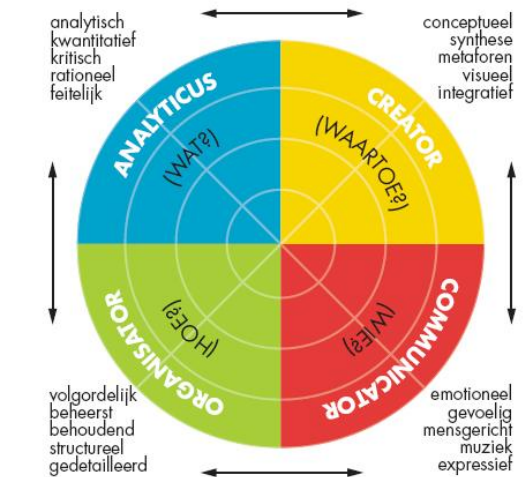 analytisch
kwantitatief
kritisch
rationeel
feitelijk
conceptueel
synthese
metaforen
visueel
integratief
ANALYTICUS
(WAT?)
CREATOR
(WAARTOE?)
ORGANISATOR
(HOE?)
COMMUNICATOR
(WIE?)
volgordelijk
beheerst
behoudend
structureel
gedetailleerd
emotioneel
gevoelig
mensgericht
muziek
expressief